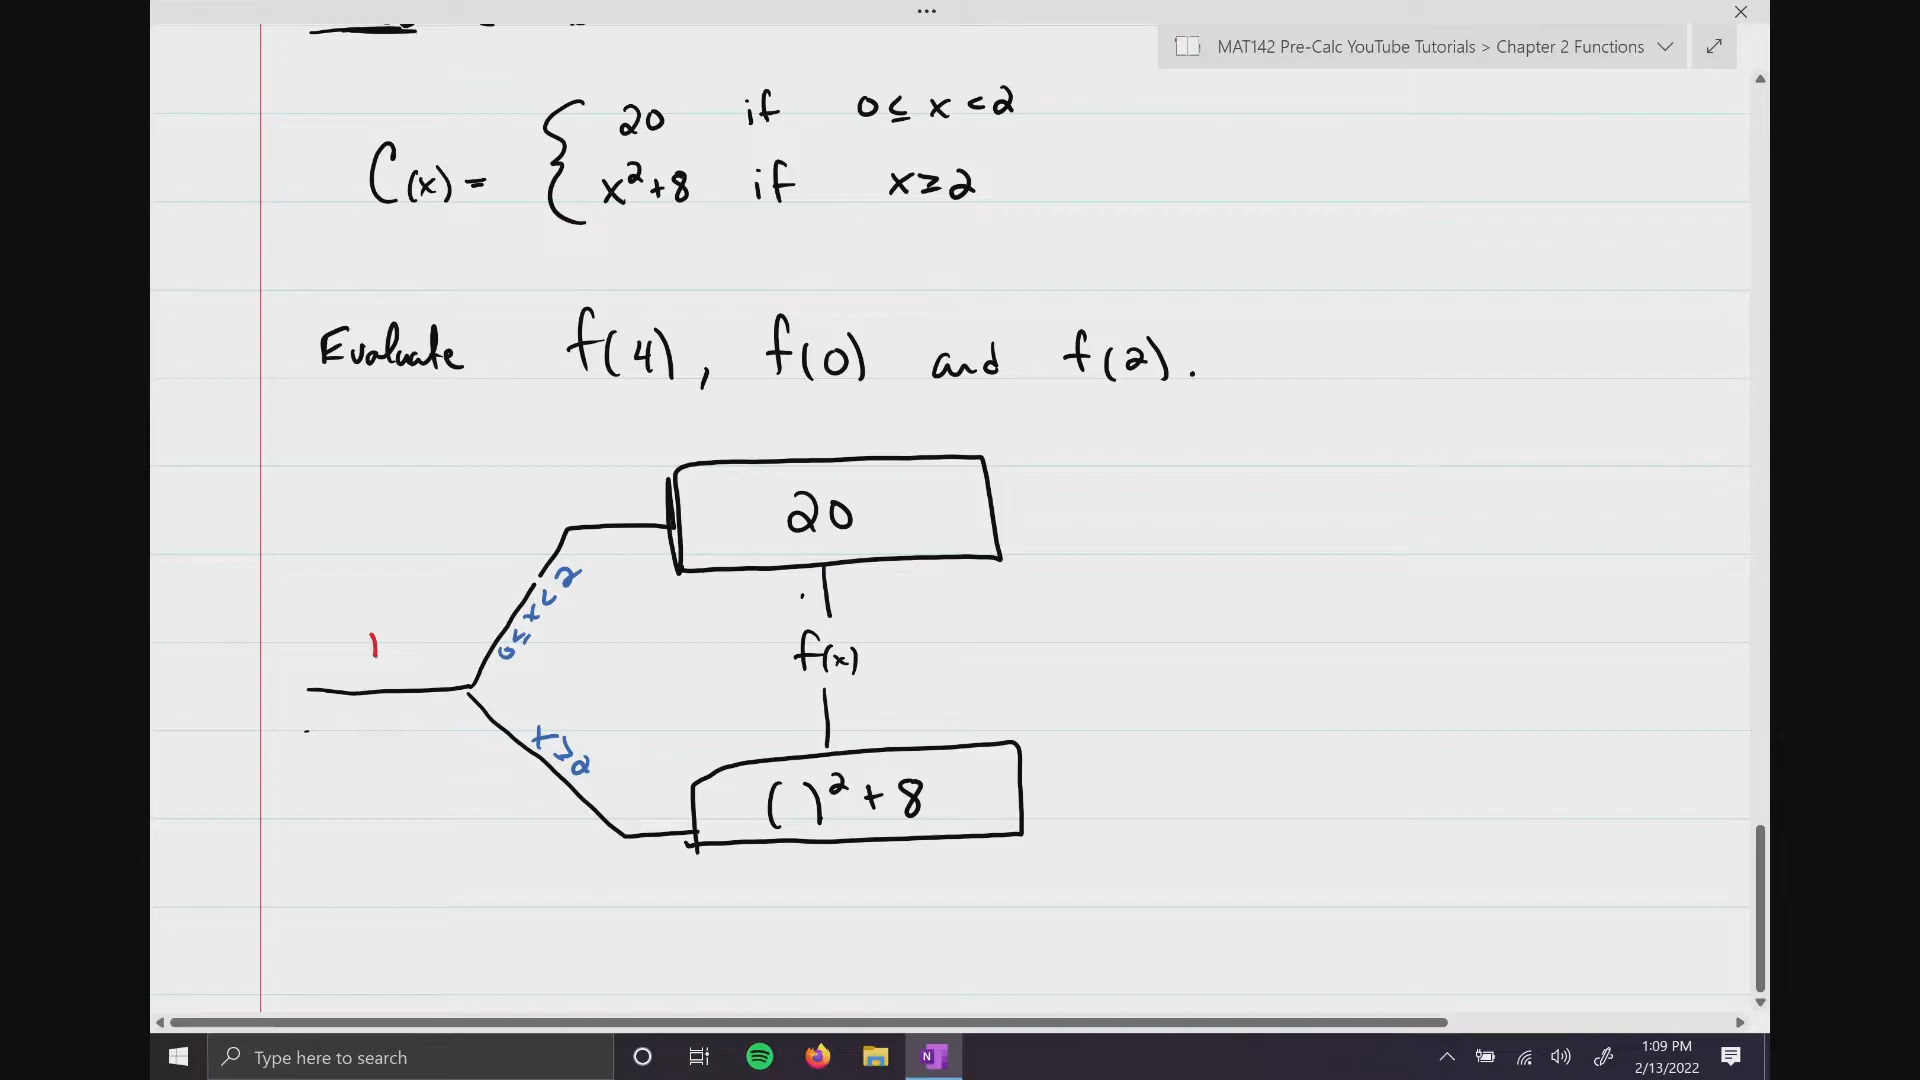 MAT142 Pre-Calc YouTube Tutorials > Chapter 2 Functions
C(x) = { 20 if 0 ≤ x < 2
x² + 8 if x ≥ 2
Evaluate f(4), f(0) and f(2).
20
0 ≤ x < 2
1
f(x)
x ≥ 2
( )² + 8
Type here to search
1:09 PM
2/13/2022